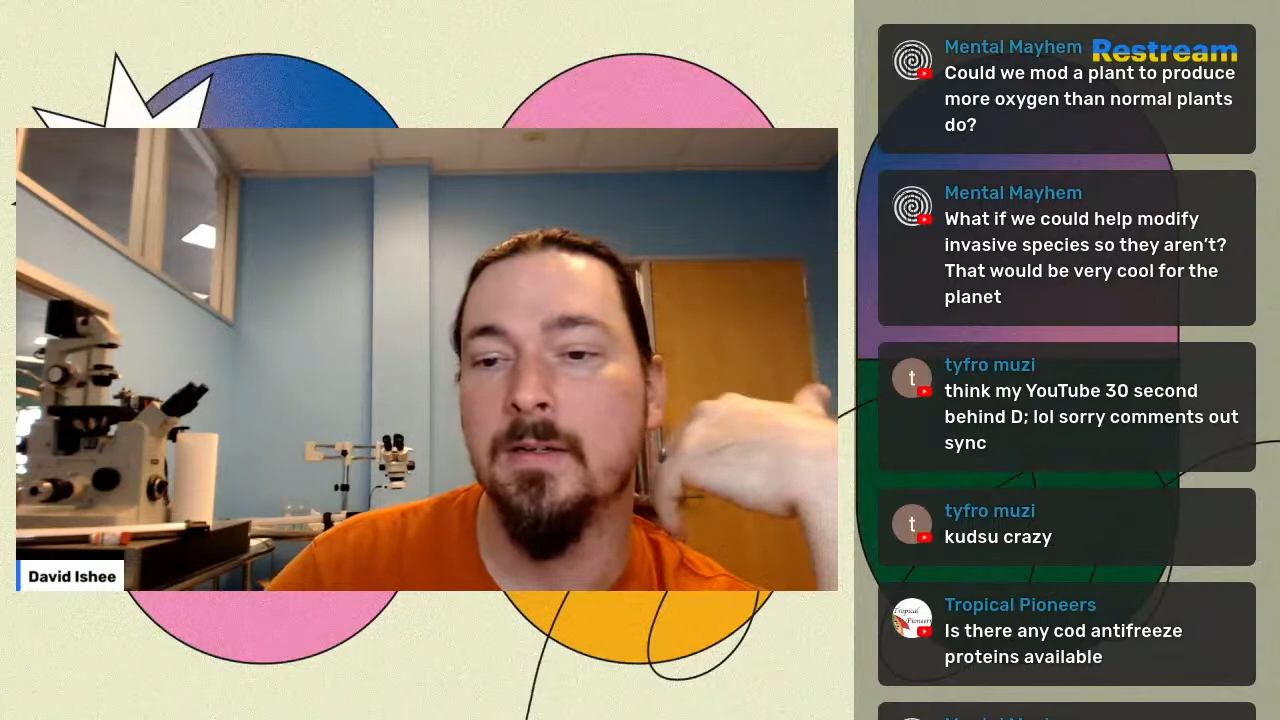 David Ishee
Restream
Mental Mayhem
Could we mod a plant to produce
more oxygen than normal plants
do?
Mental Mayhem
What if we could help modify
invasive species so they aren’t?
That would be very cool for the
planet
t
tyfro muzi
think my YouTube 30 second
behind D; lol sorry comments out
sync
t
tyfro muzi
kudsu crazy
Tropical
Pioneers
Tropical Pioneers
Is there any cod antifreeze
proteins available